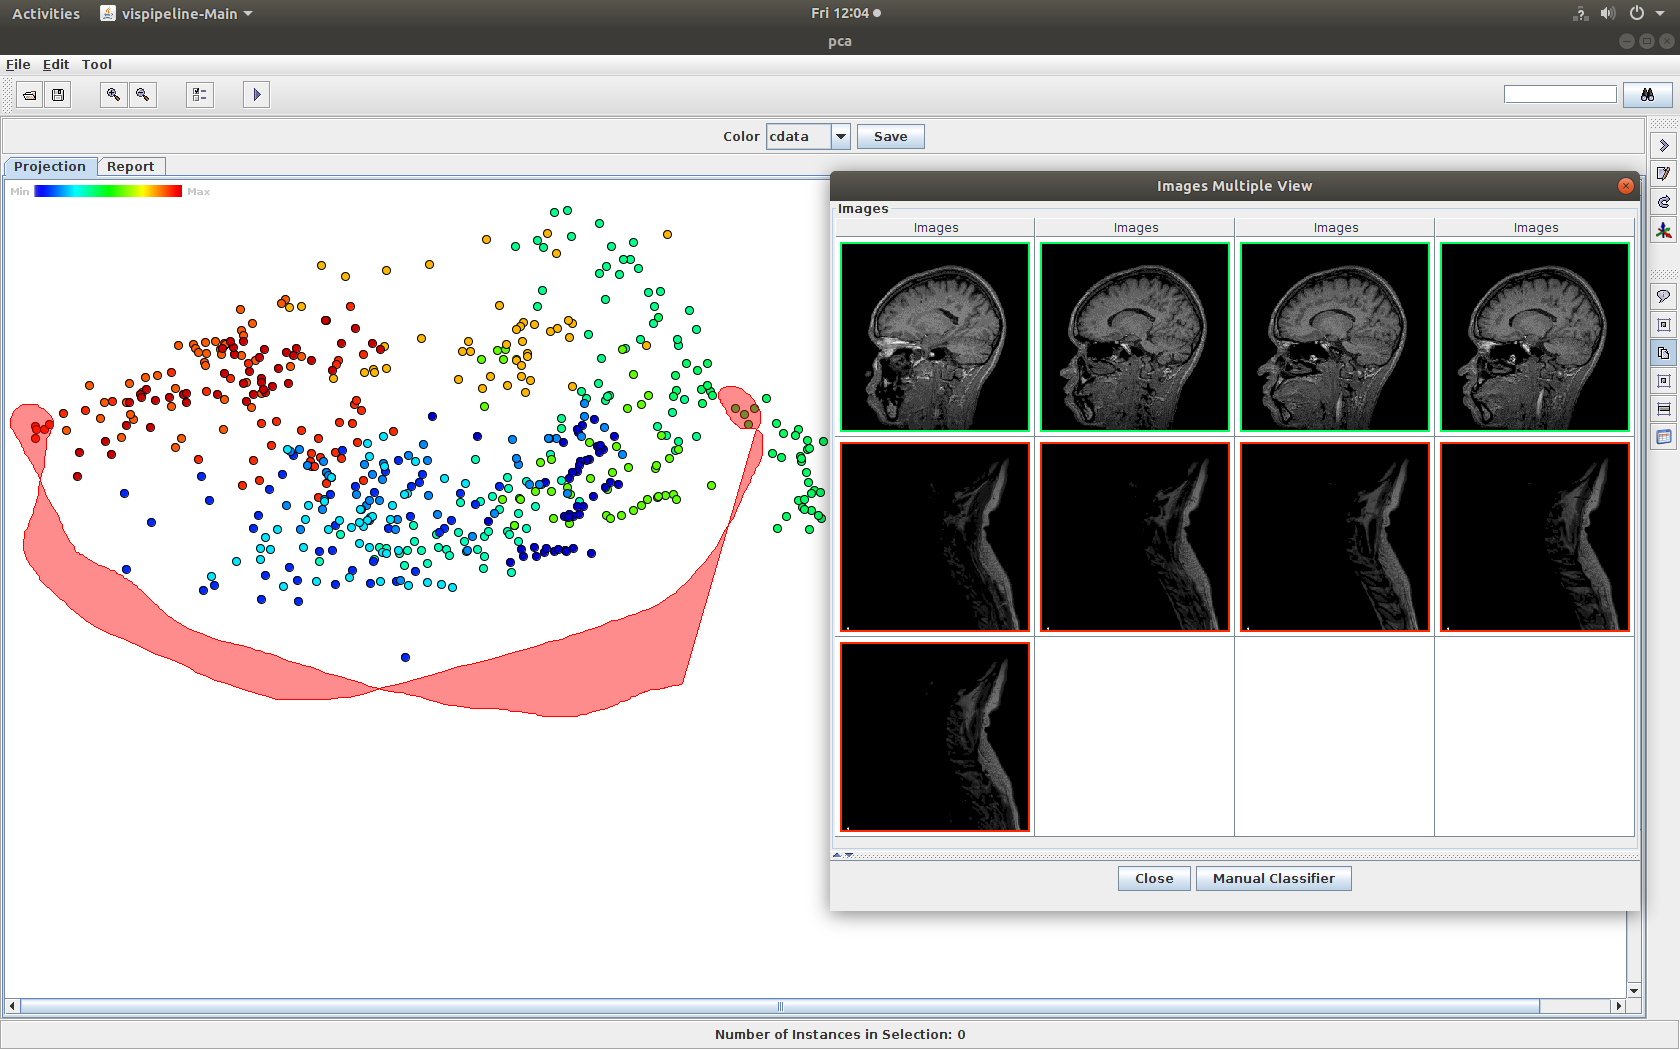 Activities vispipeline-Main Fri 12:04
pca
File Edit Tool
Color cdata Save
Projection Report
Min Max
Images Multiple View
Images
Images Images Images Images
Close Manual Classifier
Number of Instances in Selection: 0